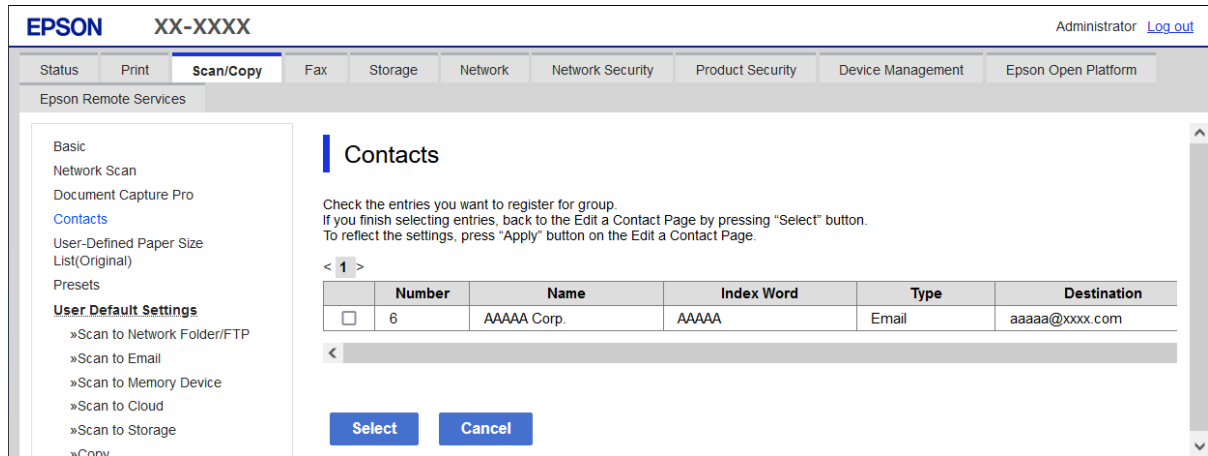 EPSON XX-XXXX Administrator Log out
Status Print Scan/Copy Fax Storage Network Network Security Product Security Device Management Epson Open Platform
Epson Remote Services
Basic
Network Scan
Document Capture Pro
Contacts
User-Defined Paper Size
List(Original)
Presets
User Default Settings
»Scan to Network Folder/FTP
»Scan to Email
»Scan to Memory Device
»Scan to Cloud
»Scan to Storage
»Copy
Contacts
Check the entries you want to register for group.
If you finish selecting entries, back to the Edit a Contact Page by pressing “Select” button.
To reflect the settings, press “Apply” button on the Edit a Contact Page.
< 1 >
Number Name Index Word Type Destination
6 AAAAA Corp. AAAAA Email aaaaa@xxxx.com
Select Cancel